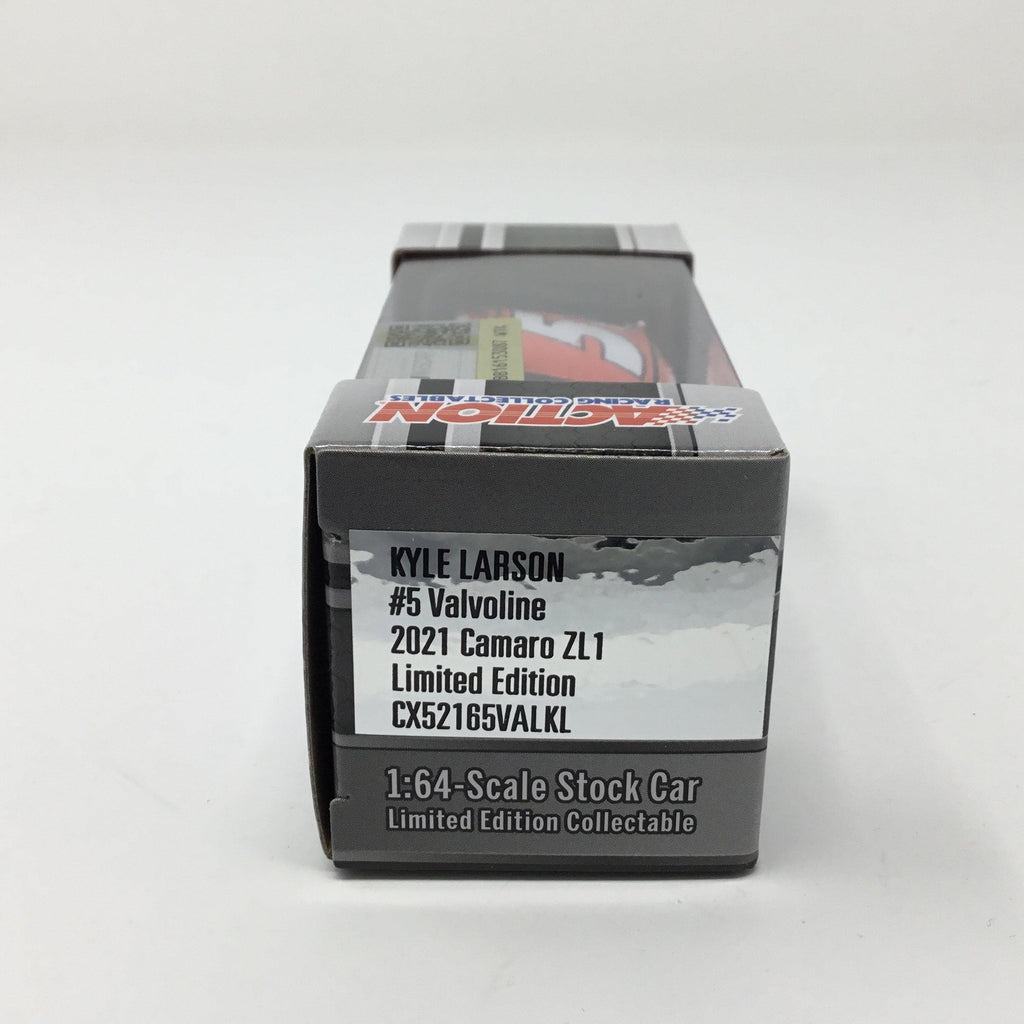 ACTION
RACING COLLECTABLES
KYLE LARSON
#5 Valvoline
2021 Camaro ZL1
Limited Edition
CX52165VALKL
1:64-Scale Stock Car
Limited Edition Collectable